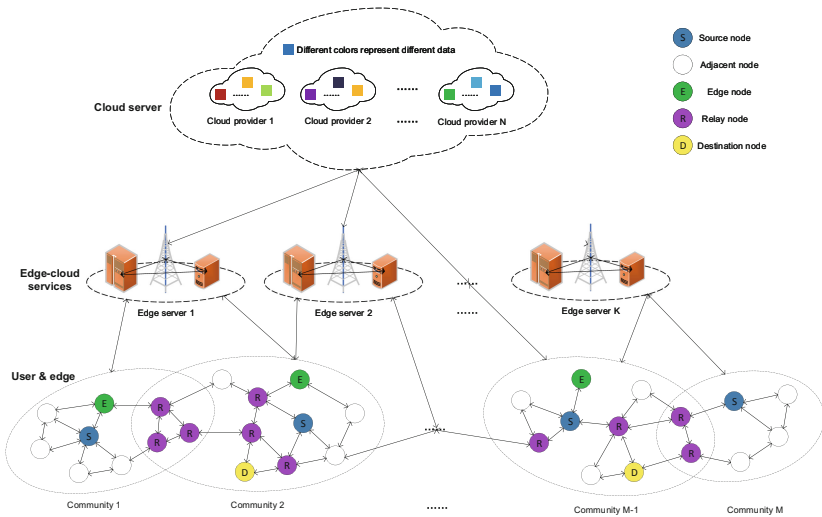 Different colors represent different data
......
......
......
......
Cloud provider 1
Cloud provider 2
......
Cloud provider N
Cloud server
S Source node
Adjacent node
E Edge node
R Relay node
D Destination node
Edge-cloud
services
Edge server 1
Edge server 2
......
......
Edge server K
User & edge
E
S
R
R
R
R
E
R
S
D
R
......
E
S
R
R
D
R
R
S
Community 1
Community 2
......
Community M-1
Community M